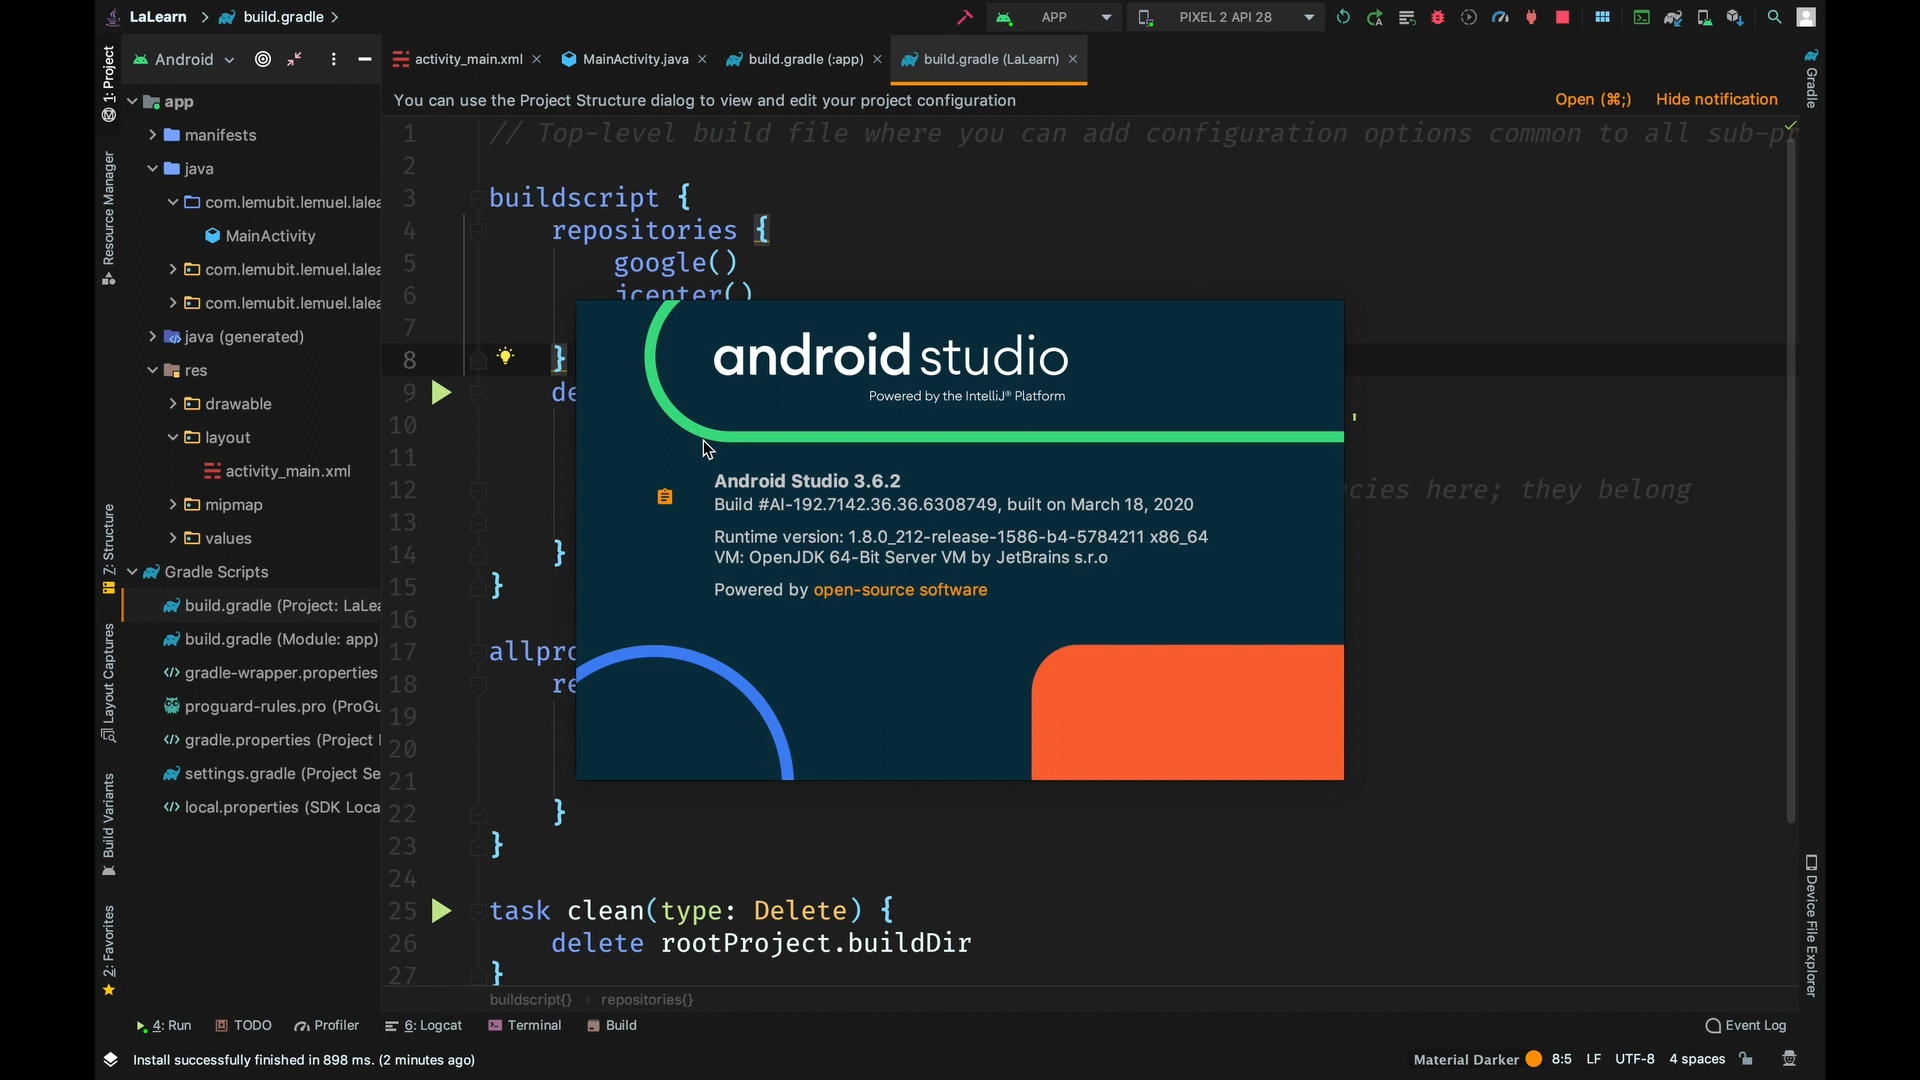 LaLearn
build.gradle
APP
PIXEL 2 API 28
1: Project
Android
activity_main.xml
MainActivity.java
build.gradle (:app)
build.gradle (LaLearn)
Gradle
You can use the Project Structure dialog to view and edit your project configuration
Open (⌘;)
Hide notification
app
manifests
java
com.lemubit.lemuel.lalea
MainActivity
com.lemubit.lemuel.lalea
com.lemubit.lemuel.lalea
java (generated)
res
drawable
layout
activity_main.xml
mipmap
values
Gradle Scripts
build.gradle (Project: LaLea
build.gradle (Module: app)
gradle-wrapper.properties
proguard-rules.pro (ProGu
gradle.properties (Project
settings.gradle (Project Se
local.properties (SDK Loca
Resource Manager
Z: Structure
Layout Captures
Build Variants
2: Favorites
1 // Top-level build file where you can add configuration options common to all sub-pr
2
3 buildscript {
4 repositories {
5 google()
6 jcenter()
7
8 }
9 de
10 '
11
12 cies here; they belong
13
14 }
15 }
16
17 allpro
18 re
19
20
21
22 }
23 }
24
25 task clean(type: Delete) {
26 delete rootProject.buildDir
27 }
android studio
Powered by the IntelliJ® Platform
Android Studio 3.6.2
Build #AI-192.7142.36.36.6308749, built on March 18, 2020
Runtime version: 1.8.0_212-release-1586-b4-5784211 x86_64
VM: OpenJDK 64-Bit Server VM by JetBrains s.r.o
Powered by open-source software
Device File Explorer
buildscript{} › repositories{}
4: Run
TODO
Profiler
6: Logcat
Terminal
Build
Event Log
Install successfully finished in 898 ms. (2 minutes ago)
Material Darker
8:5
LF
UTF-8
4 spaces